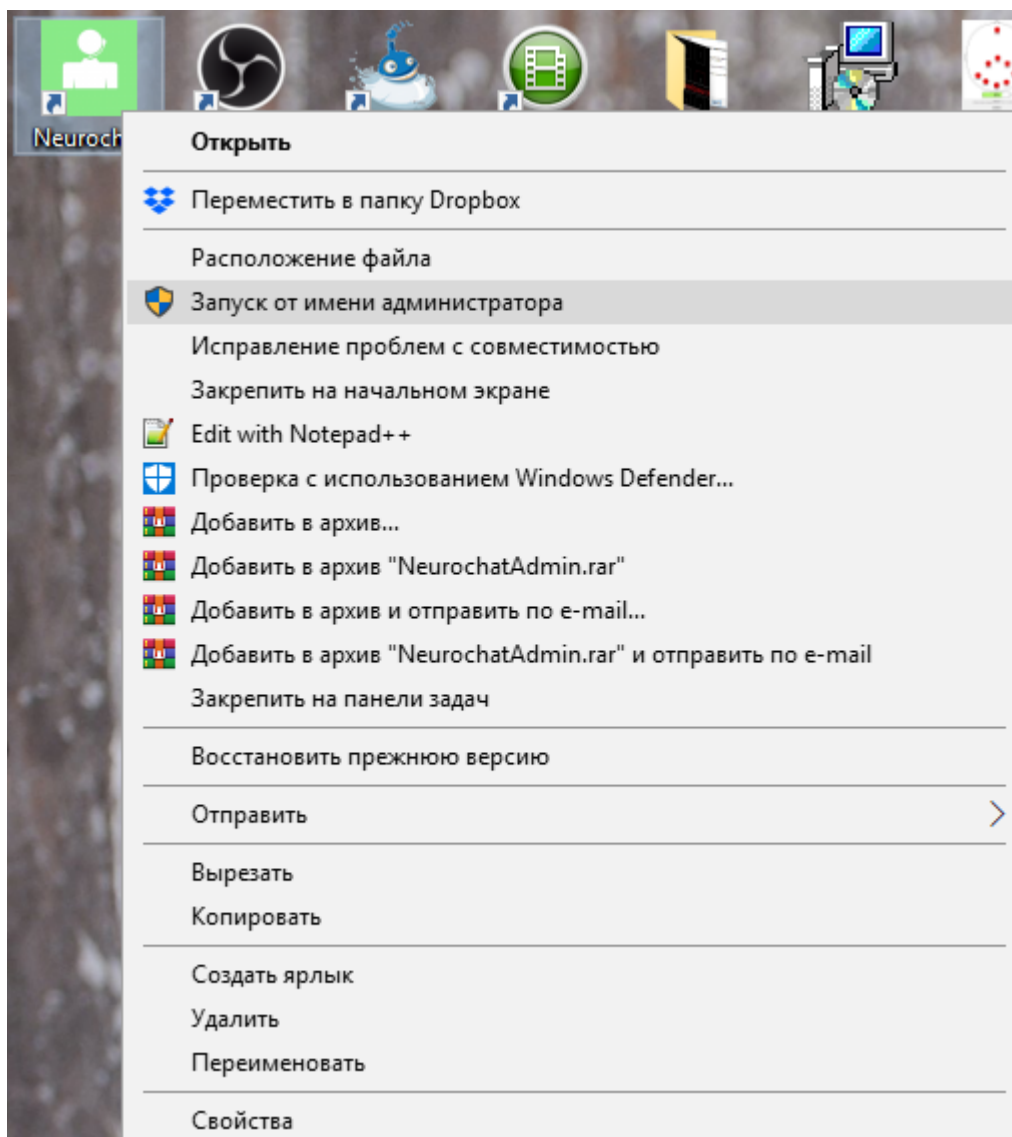 Neuroch
Открыть
Переместить в папку Dropbox
Расположение файла
Запуск от имени администратора
Исправление проблем с совместимостью
Закрепить на начальном экране
Edit with Notepad++
Проверка с использованием Windows Defender...
Добавить в архив...
Добавить в архив "NeurochatAdmin.rar"
Добавить в архив и отправить по e-mail...
Добавить в архив "NeurochatAdmin.rar" и отправить по e-mail
Закрепить на панели задач
Восстановить прежнюю версию
Отправить
Вырезать
Копировать
Создать ярлык
Удалить
Переименовать
Свойства